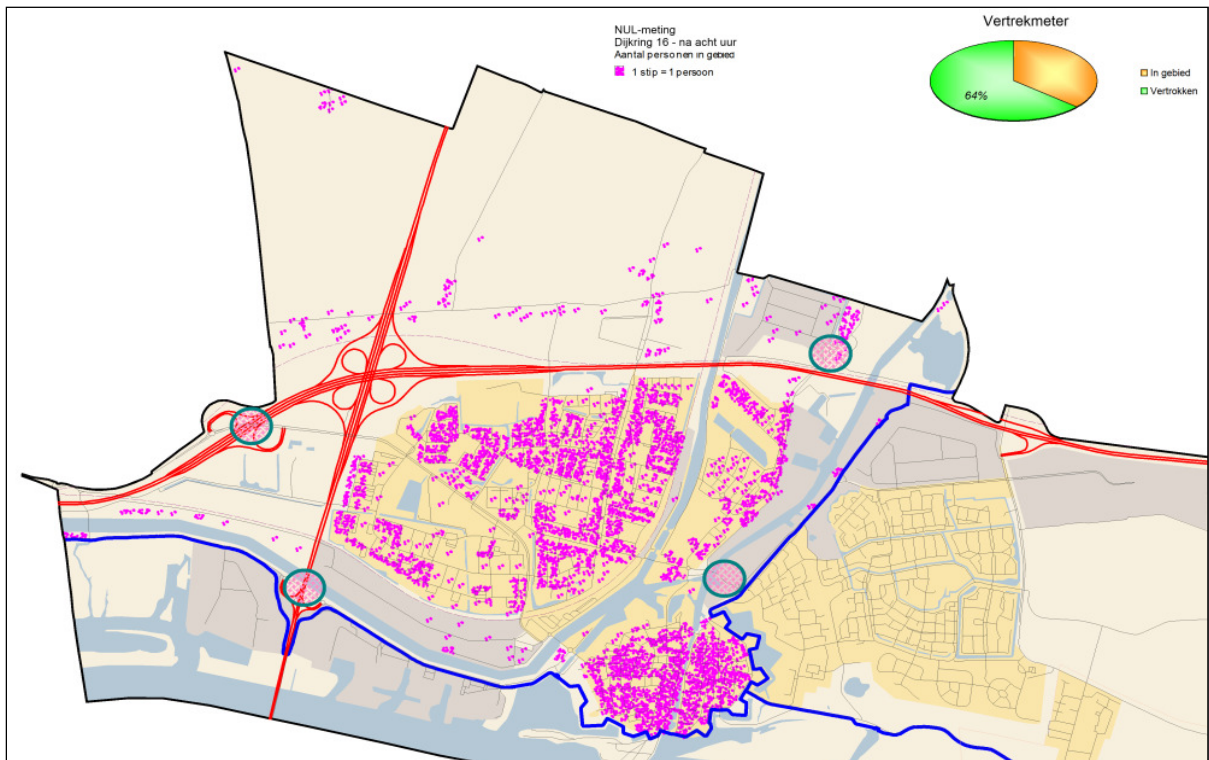 NUL-meting
Dijkring 16 - na acht uur
Aantal personen in gebied
1 stip = 1 persoon
Vertrekmeter
64%
In gebied
Vertrokken